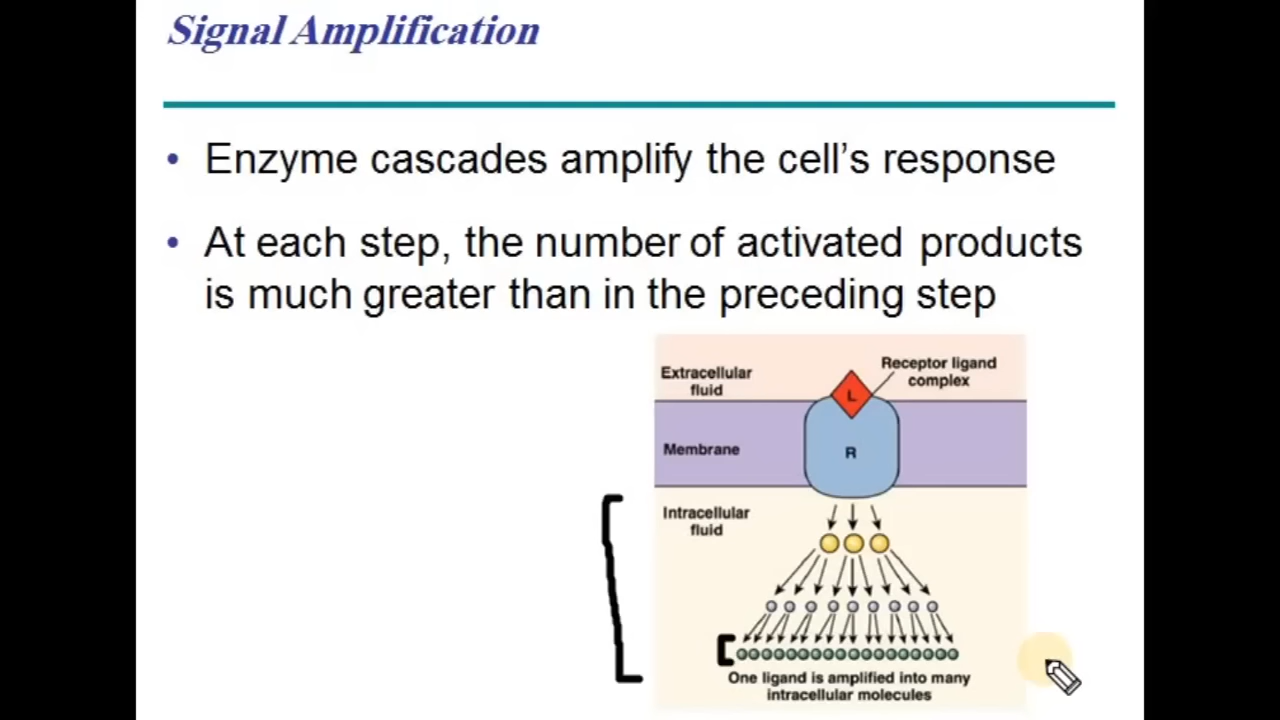 Signal Amplification
• Enzyme cascades amplify the cell's response
• At each step, the number of activated products
is much greater than in the preceding step
Extracellular
fluid
Receptor ligand
complex
L
Membrane
R
Intracellular
fluid
One ligand is amplified into many
intracellular molecules